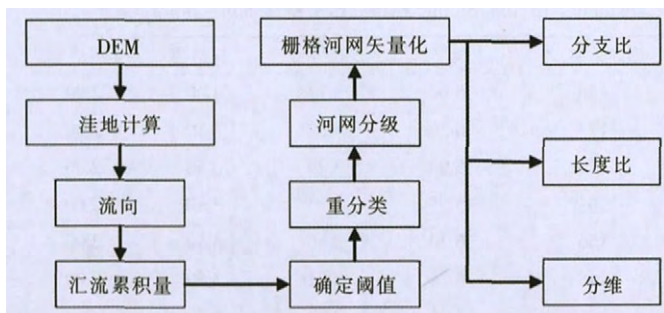 DEM
洼地计算
流向
汇流累积量
确定阈值
重分类
河网分级
栅格河网矢量化
分支比
长度比
分维